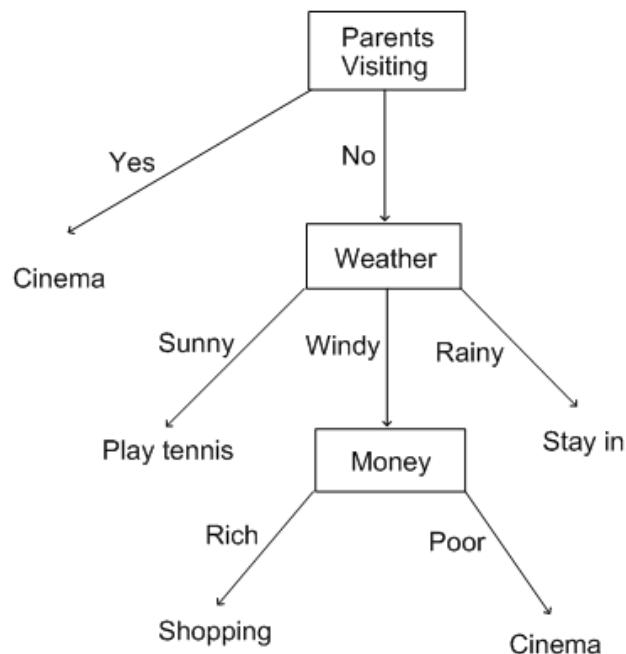 Parents
Visiting
Yes
No
Cinema
Weather
Sunny
Windy
Rainy
Play tennis
Stay in
Money
Rich
Poor
Shopping
Cinema